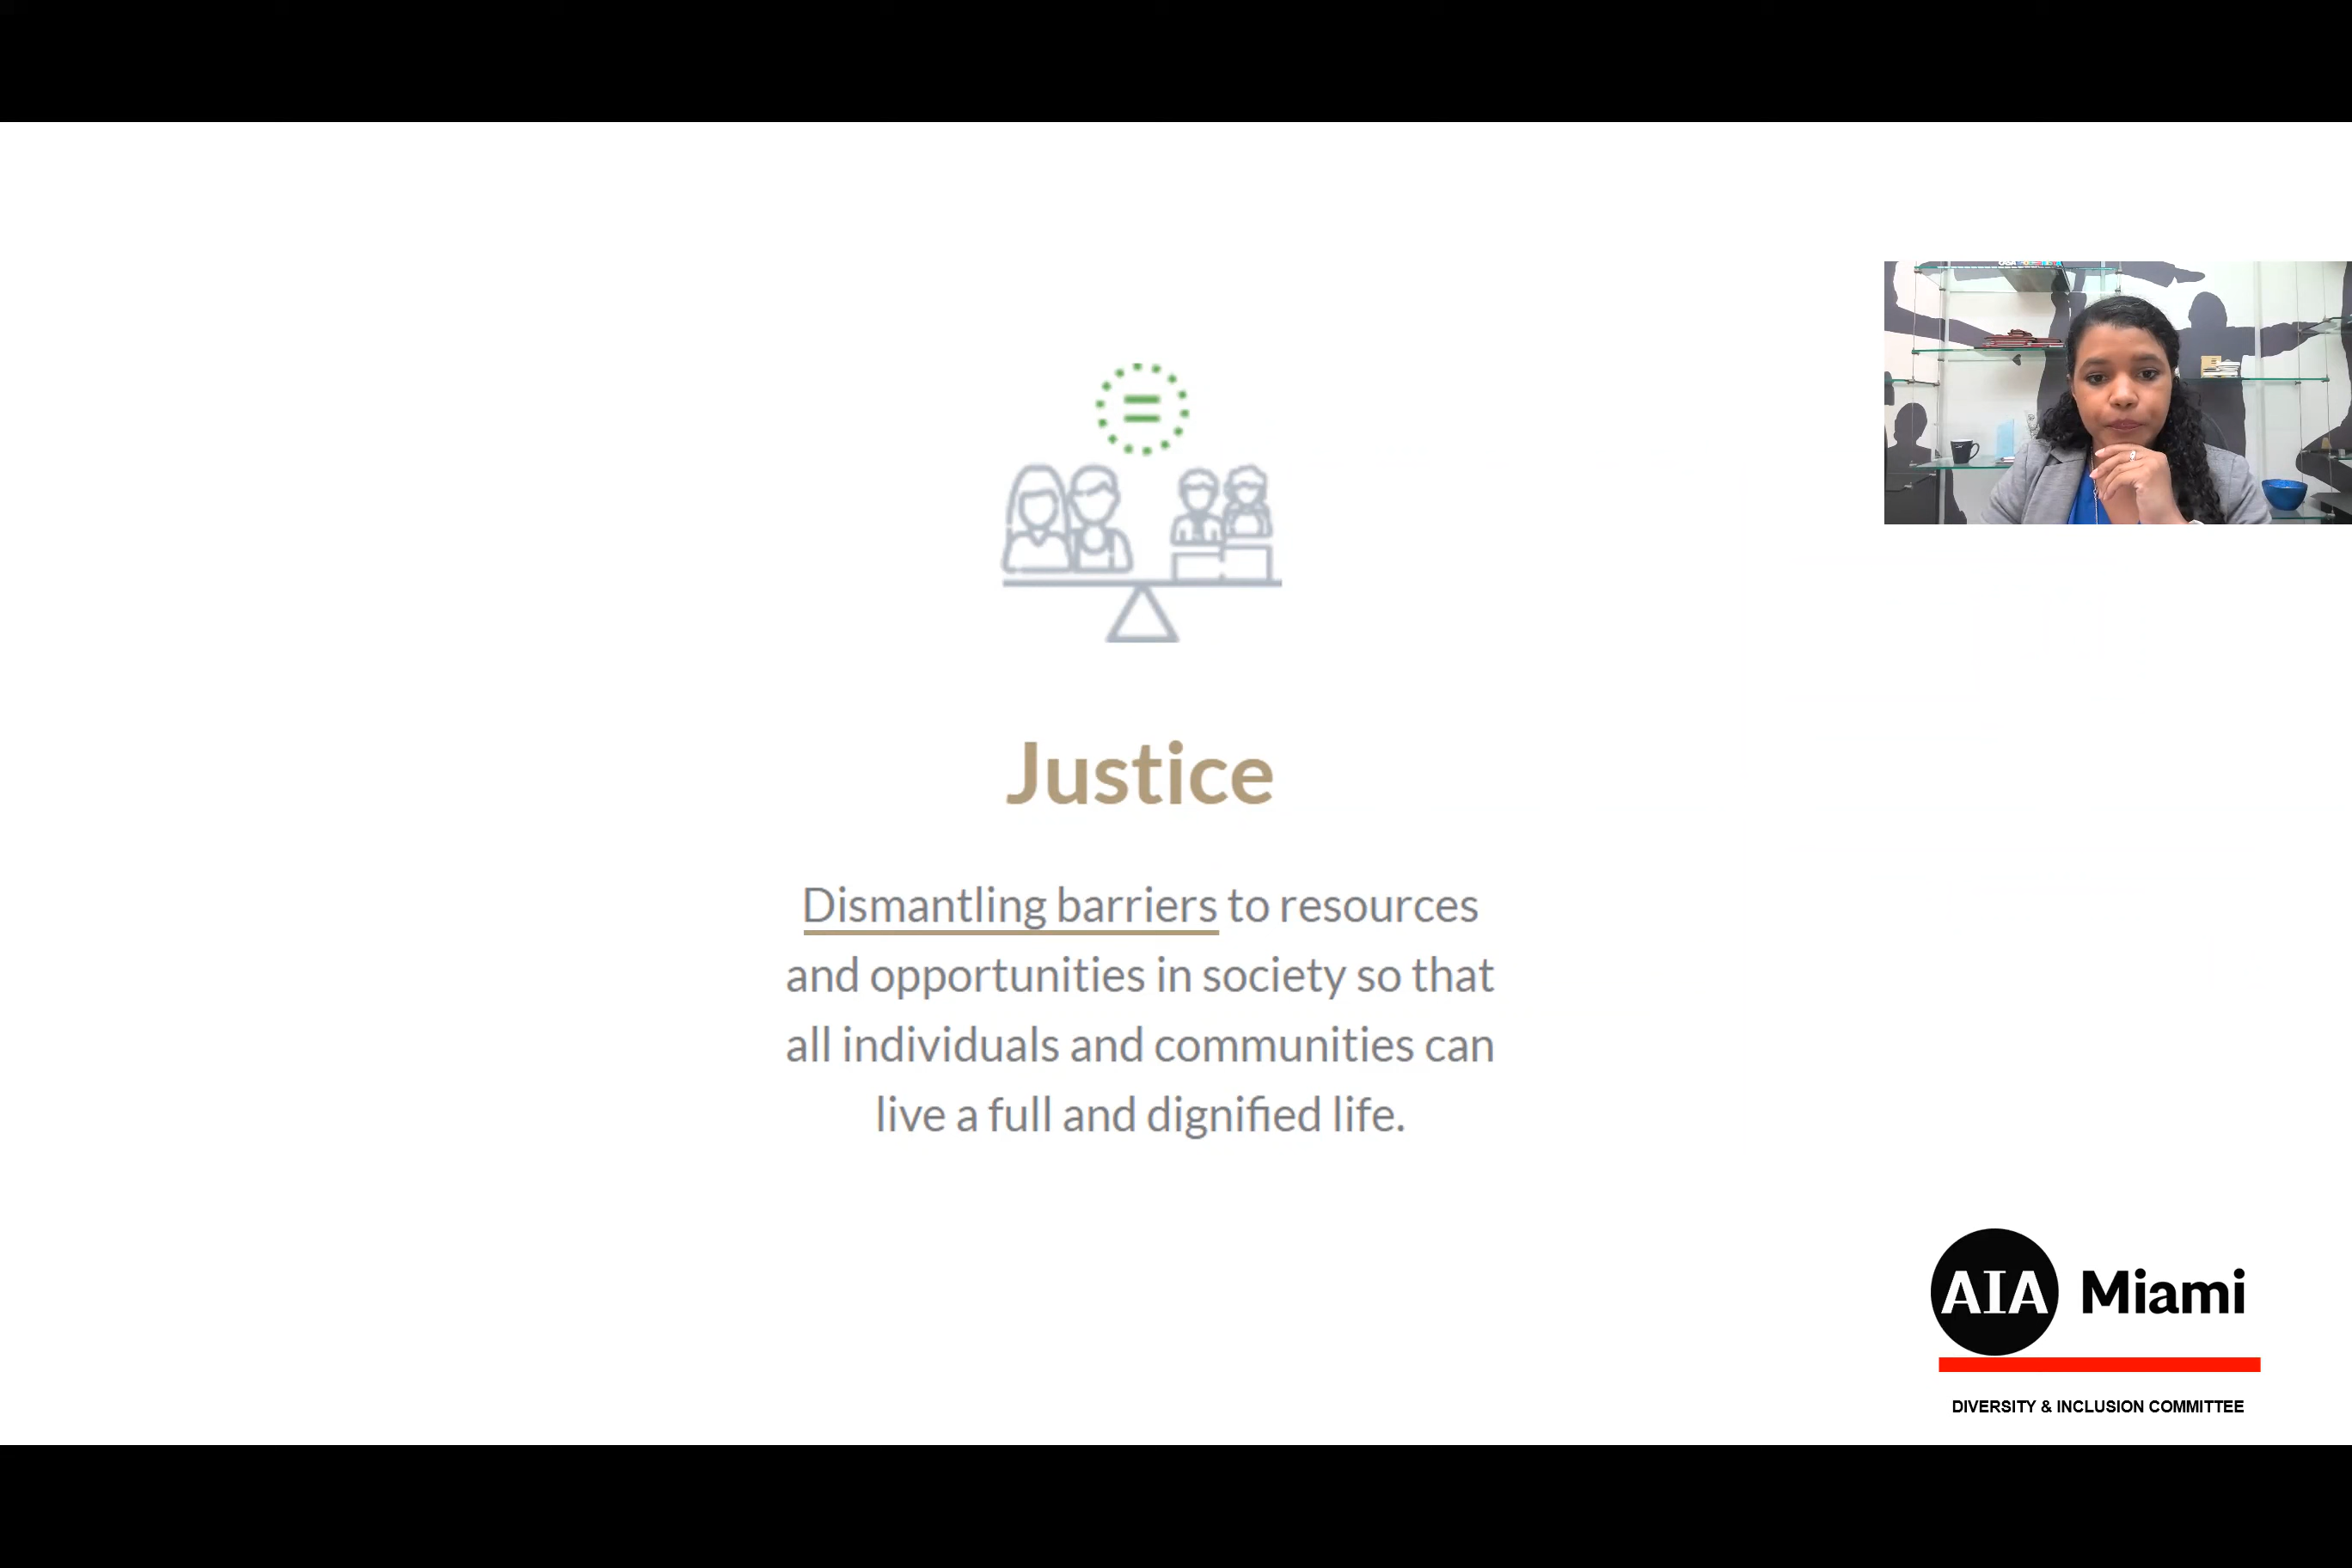 Justice
Dismantling barriers to resources
and opportunities in society so that
all individuals and communities can
live a full and dignified life.
AIA Miami
DIVERSITY & INCLUSION COMMITTEE